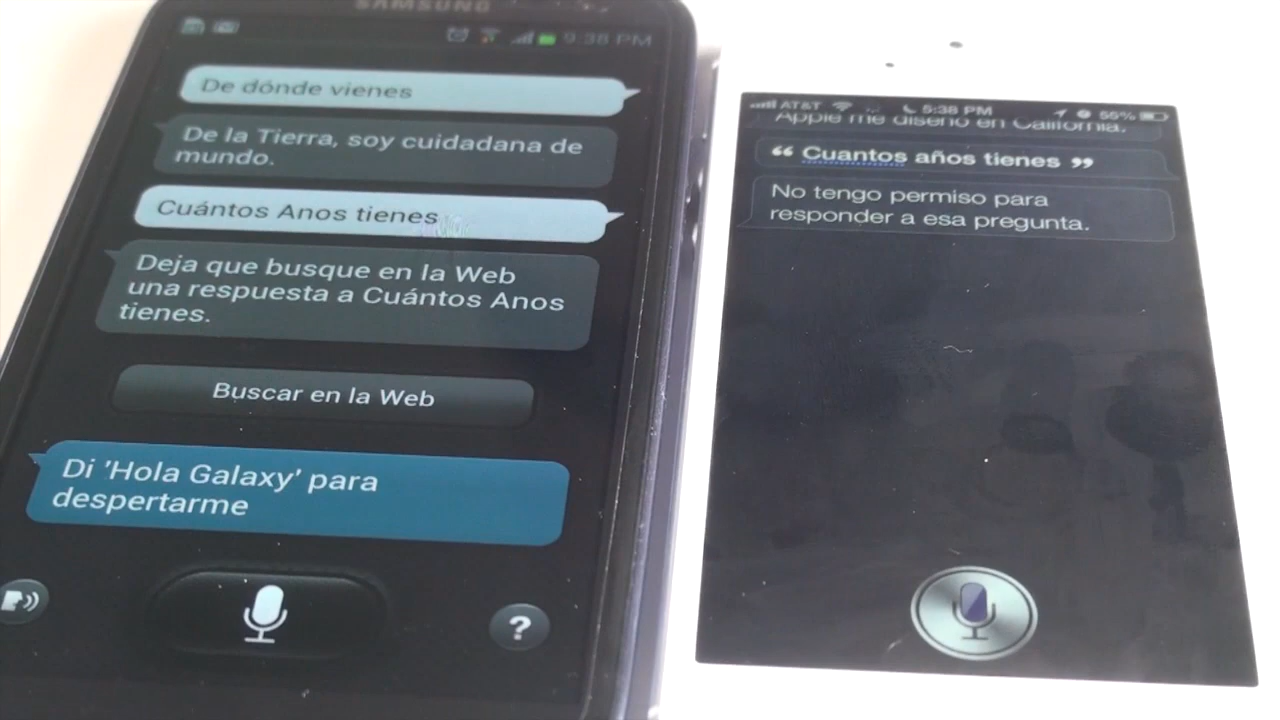 SAMSUNG
9:38 PM
De dónde vienes
De la Tierra, soy cuidadana de
mundo.
Cuántos Anos tienes
Deja que busque en la Web
una respuesta a Cuántos Anos
tienes.
Buscar en la Web
Di 'Hola Galaxy' para
despertarme
?
AT&T 5:38 PM 55%
Apple me diseñó en California.
“ Cuantos años tienes ”
No tengo permiso para
responder a esa pregunta.